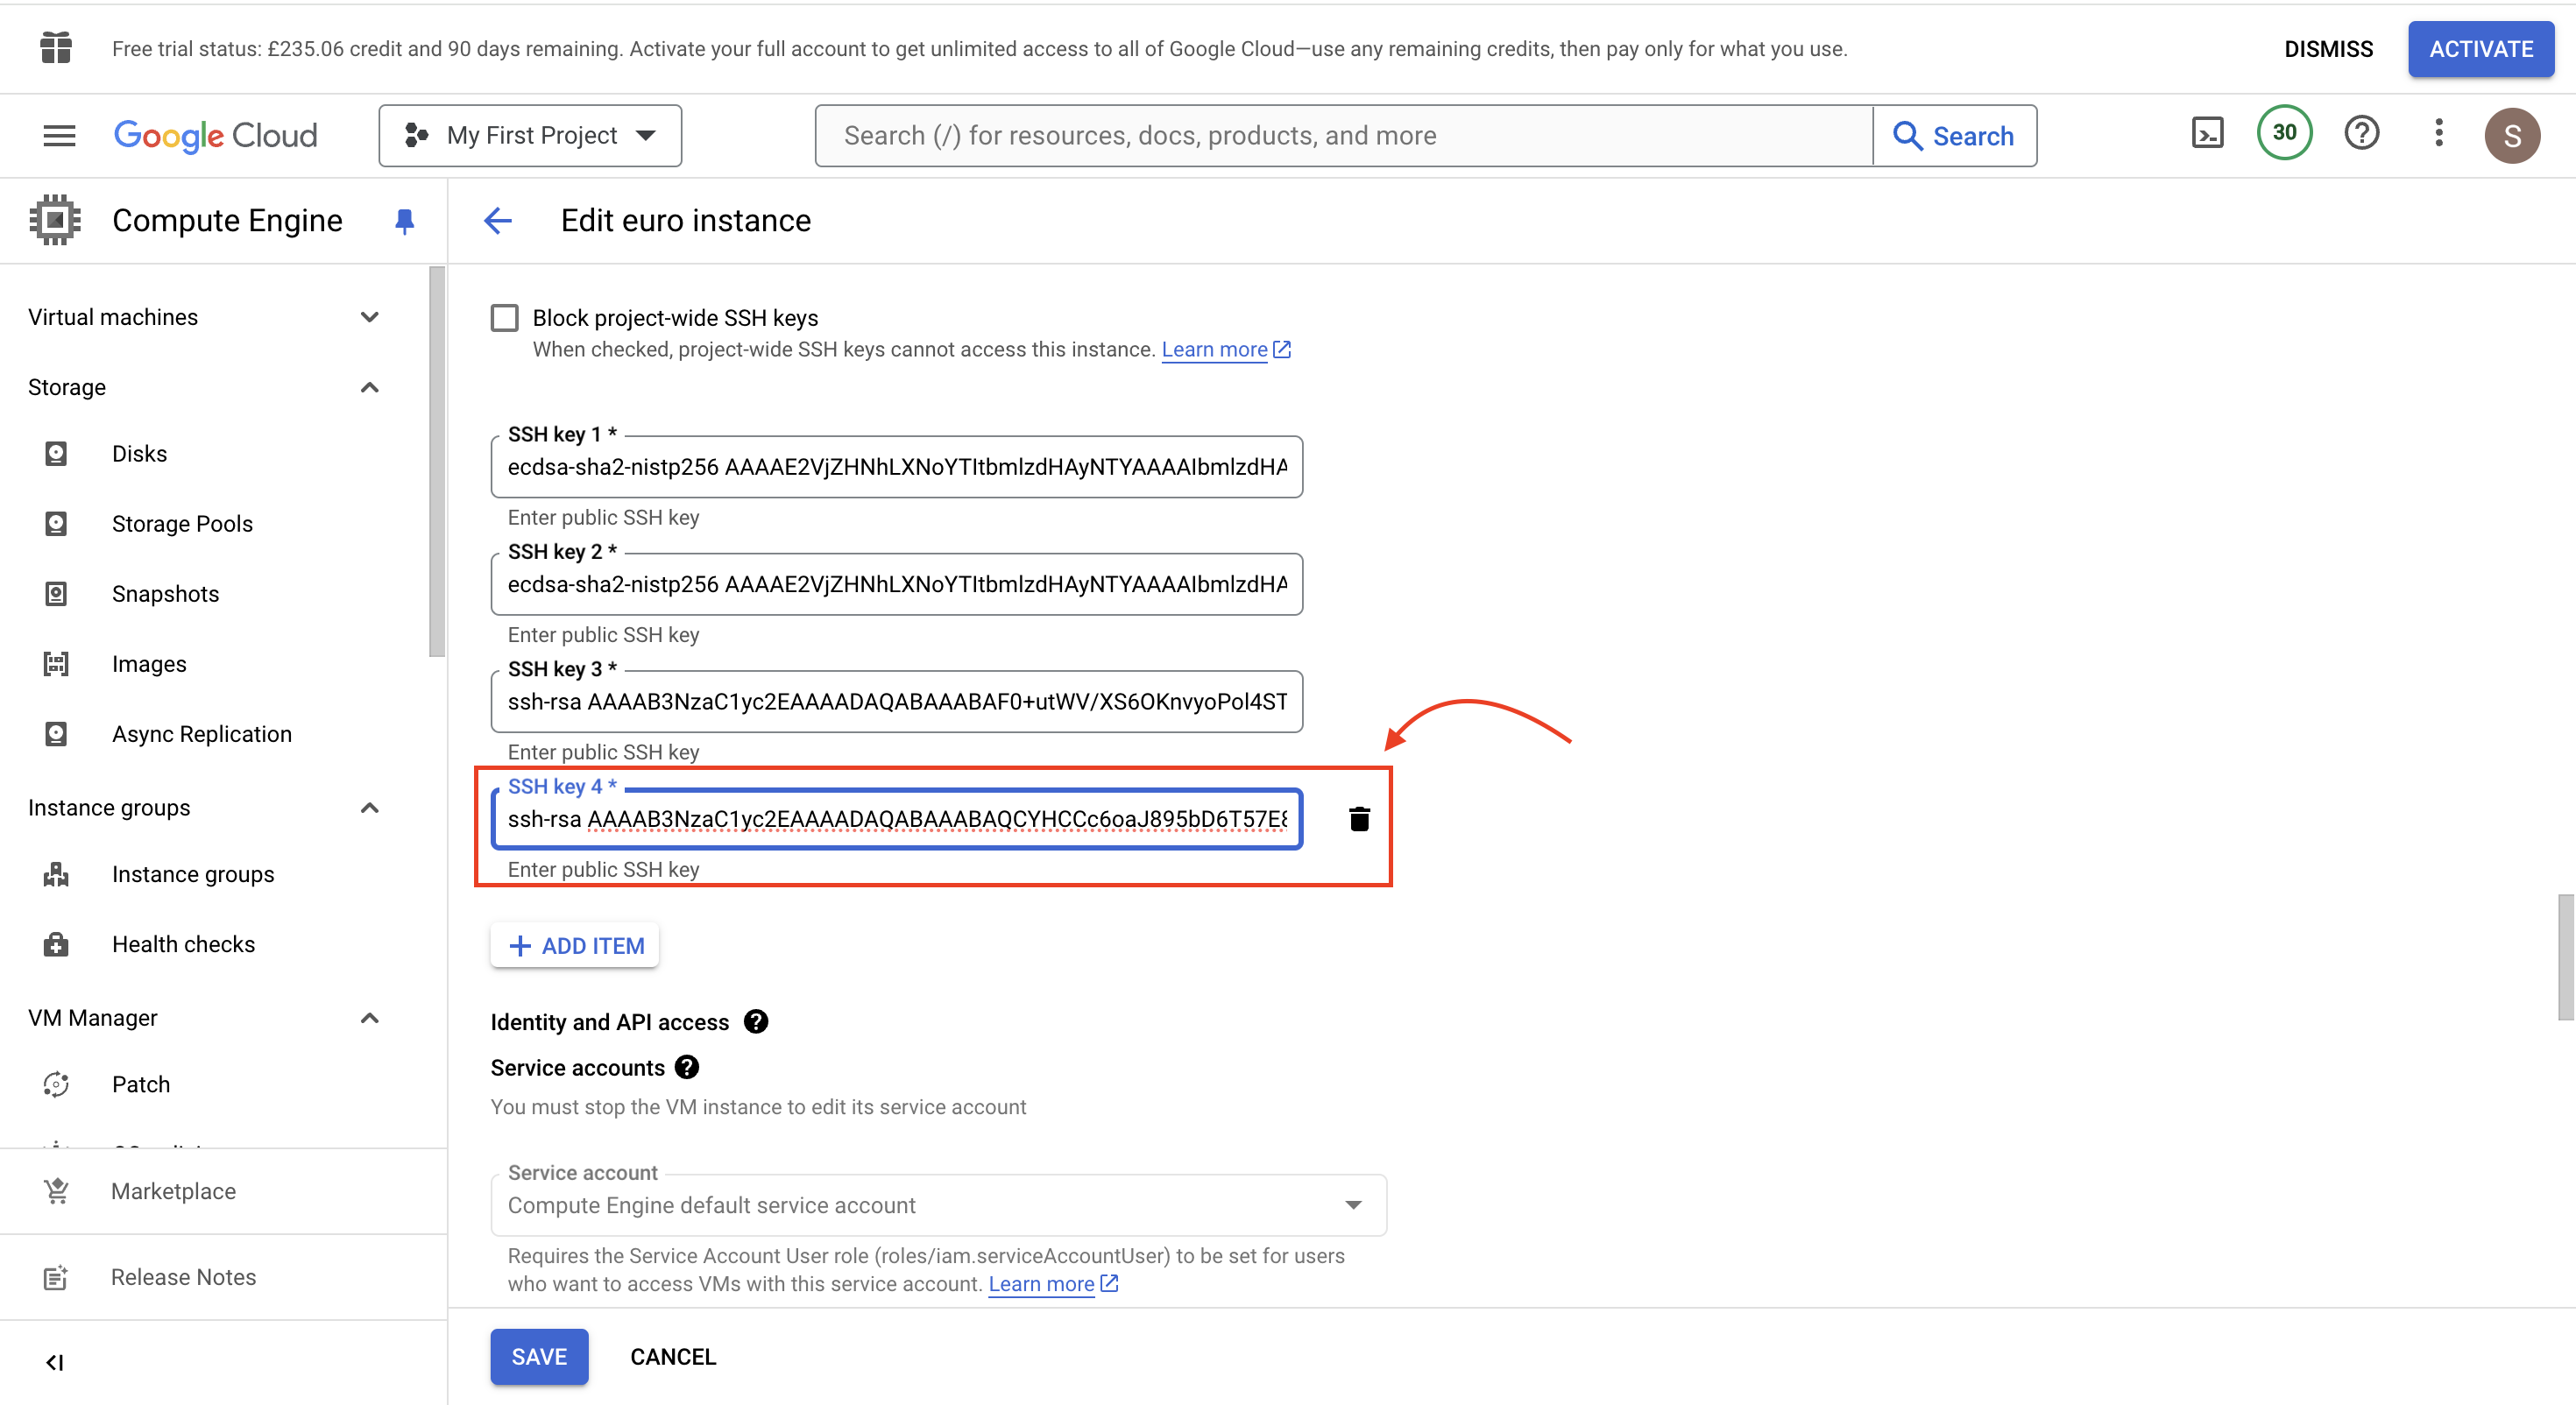 Free trial status: £235.06 credit and 90 days remaining. Activate your full account to get unlimited access to all of Google Cloud—use any remaining credits, then pay only for what you use.
DISMISS
ACTIVATE
Google Cloud
My First Project
Search (/) for resources, docs, products, and more
Search
30
S
Compute Engine
Edit euro instance
Virtual machines
Storage
Disks
Storage Pools
Snapshots
Images
Async Replication
Instance groups
Instance groups
Health checks
VM Manager
Patch
Marketplace
Release Notes
Block project-wide SSH keys
When checked, project-wide SSH keys cannot access this instance. Learn more
SSH key 1 *
ecdsa-sha2-nistp256 AAAAE2VjZHNhLXNoYTItbmlzdHAyNTYAAAAIbmlzdHA
Enter public SSH key
SSH key 2 *
ecdsa-sha2-nistp256 AAAAE2VjZHNhLXNoYTItbmlzdHAyNTYAAAAIbmlzdHA
Enter public SSH key
SSH key 3 *
ssh-rsa AAAAB3NzaC1yc2EAAAADAQABAAABAF0+utWV/XS6OKnvyoPol4ST
Enter public SSH key
SSH key 4 *
ssh-rsa AAAAB3NzaC1yc2EAAAADAQABAAABAQCYHCCc6oaJ895bD6T57E8
Enter public SSH key
ADD ITEM
Identity and API access
Service accounts
You must stop the VM instance to edit its service account
Service account
Compute Engine default service account
Requires the Service Account User role (roles/iam.serviceAccountUser) to be set for users
who want to access VMs with this service account. Learn more
SAVE
CANCEL